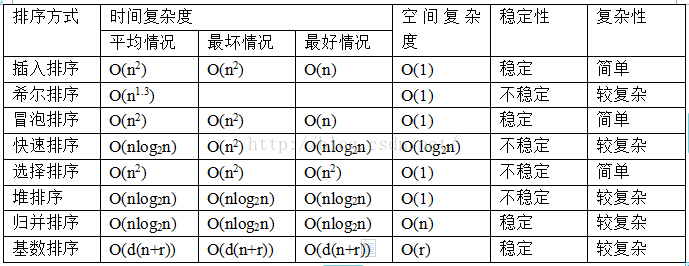 排序方式 时间复杂度 空间复杂度 稳定性 复杂性
平均情况 最坏情况 最好情况
插入排序 O(n²) O(n²) O(n) O(1) 稳定 简单
希尔排序 O(n¹·³) O(1) 不稳定 较复杂
冒泡排序 O(n²) O(n²) O(n) O(1) 稳定 简单
快速排序 O(nlog₂n) O(n²) O(nlog₂n) O(log₂n) 不稳定 较复杂
选择排序 O(n²) O(n²) O(n²) O(1) 不稳定 简单
堆排序 O(nlog₂n) O(nlog₂n) O(nlog₂n) O(1) 不稳定 较复杂
归并排序 O(nlog₂n) O(nlog₂n) O(nlog₂n) O(n) 稳定 较复杂
基数排序 O(d(n+r)) O(d(n+r)) O(d(n+r)) O(r) 稳定 较复杂